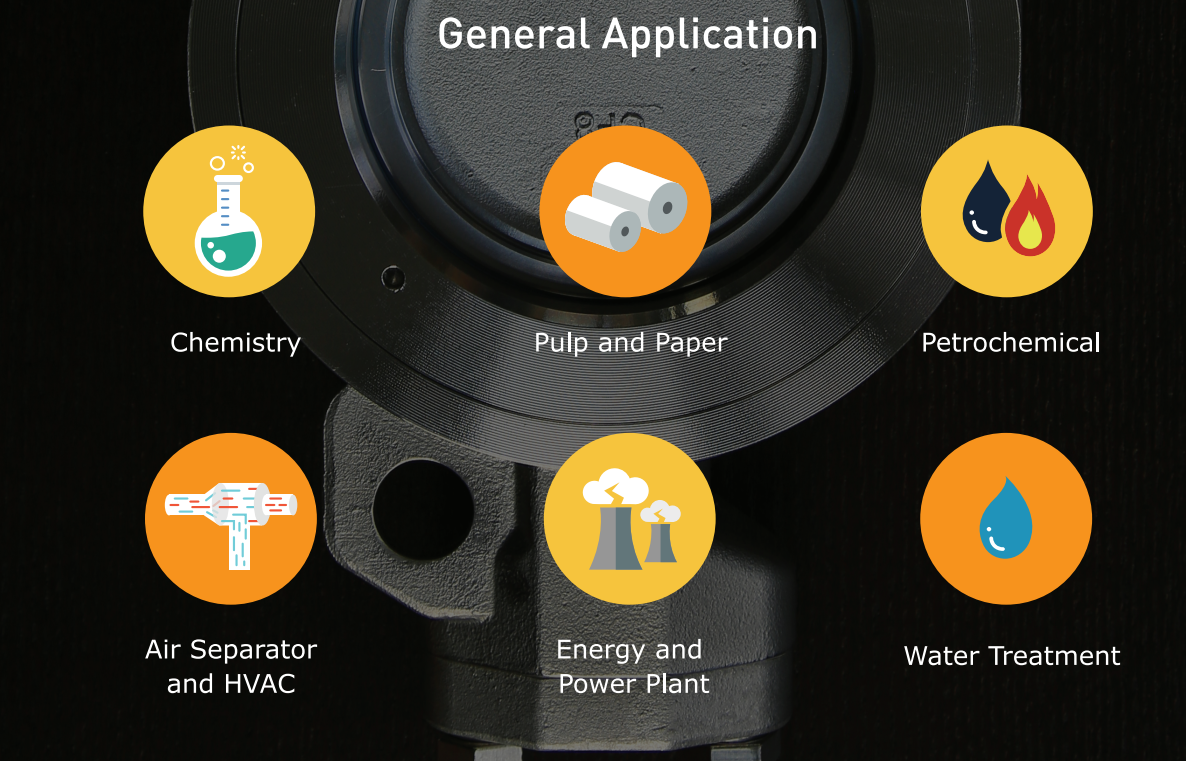 General Application
Chemistry
Pulp and Paper
Petrochemical
Air Separator
and HVAC
Energy and
Power Plant
Water Treatment